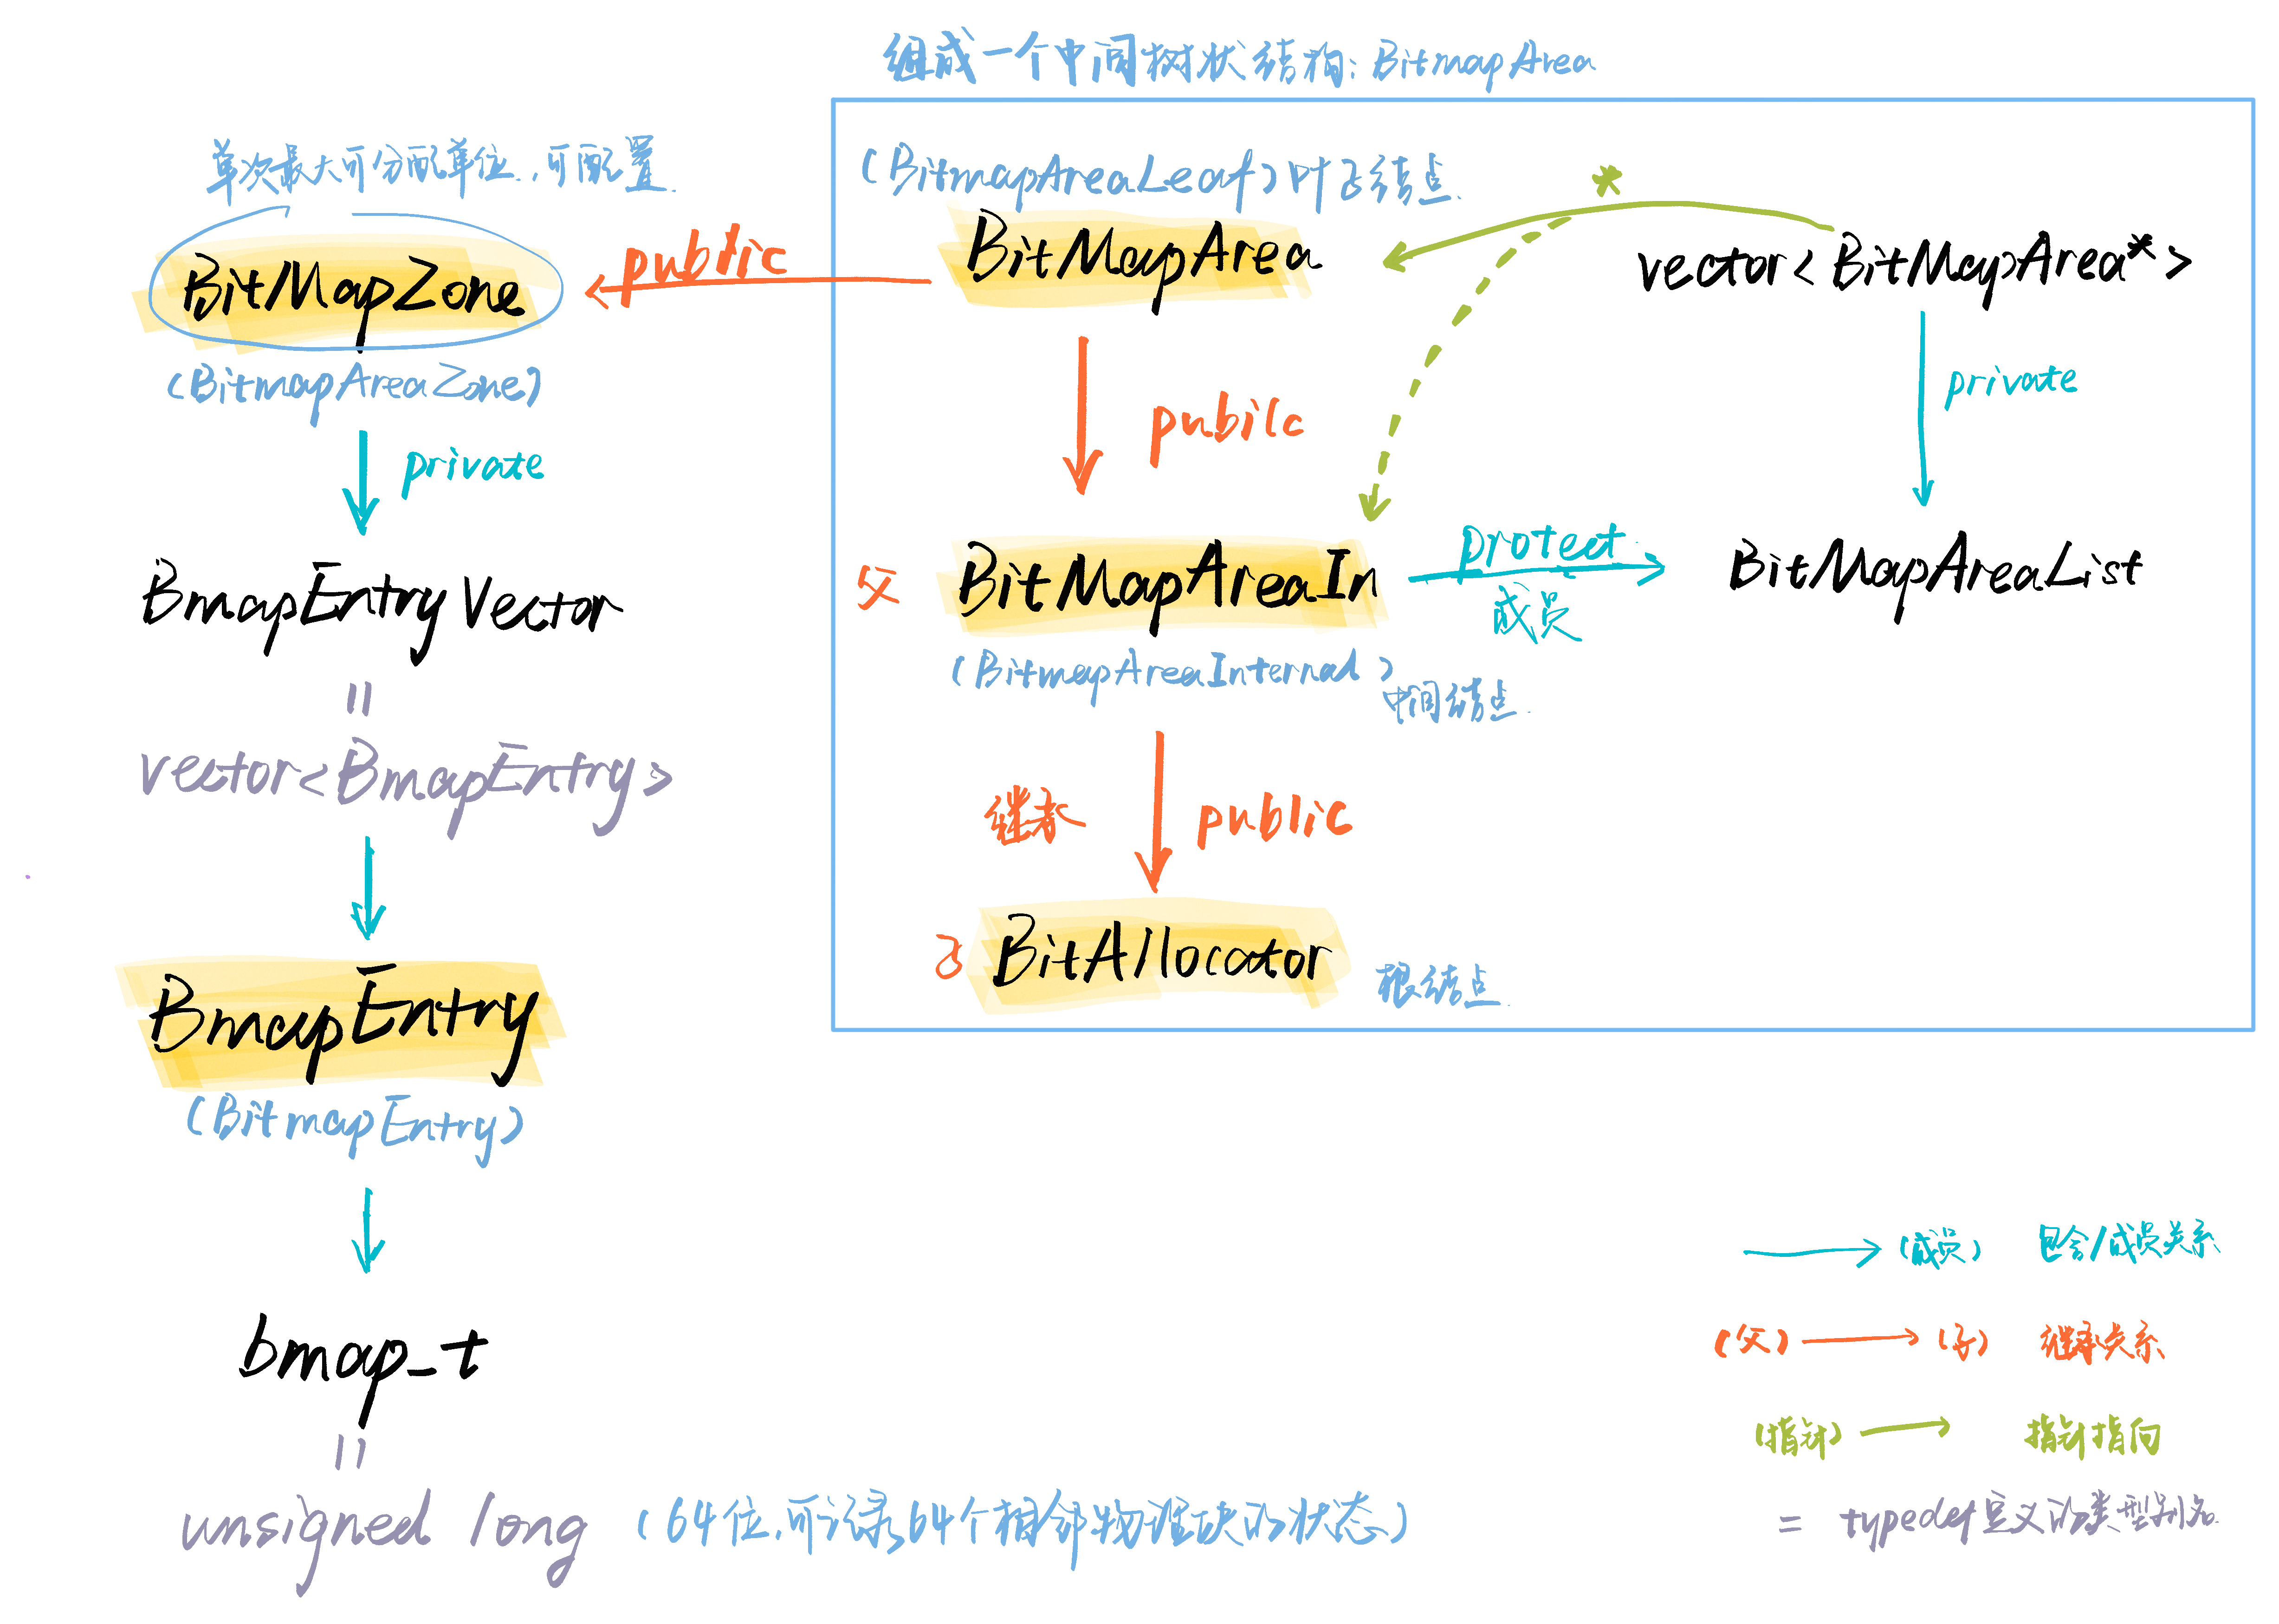 组成一个中间树状结构: BitmapArea
单次最大可分配单位,可配置.
BitMapZone
(BitmapAreaZone)
private
BmapEntryVector
=
vector<BmapEntry>
BmapEntry
(BitmapEntry)
bmap_t
=
unsigned long
(64位,可记录64个相邻物理块的状态)
public
(BitmapAreaLeaf)叶子结点.
BitMapArea
*
vector<BitMapArea*>
pubilc
private
父
BitMapAreaIn
protect
成员
BitMapAreaList
(BitmapAreaInternal)
中间结点.
继承
public
子
BitAllocator
根结点.
(成员) 包含/成员关系
(父) (子) 继承关系
(指针) 指针指向
= typedef定义的类型别名.